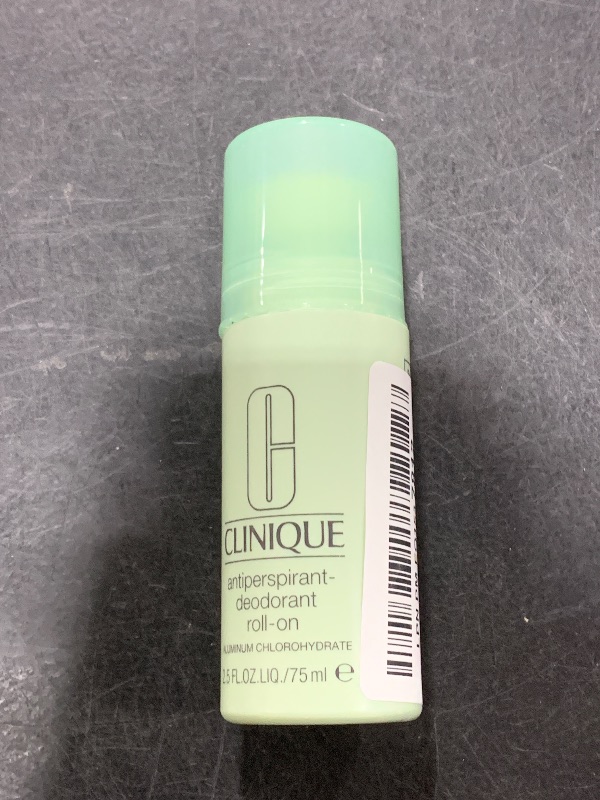 C
CLINIQUE
antiperspirant-
deodorant
roll-on
ALUMINUM CHLOROHYDRATE
2.5 FL.OZ.LIQ./75 ml ℮